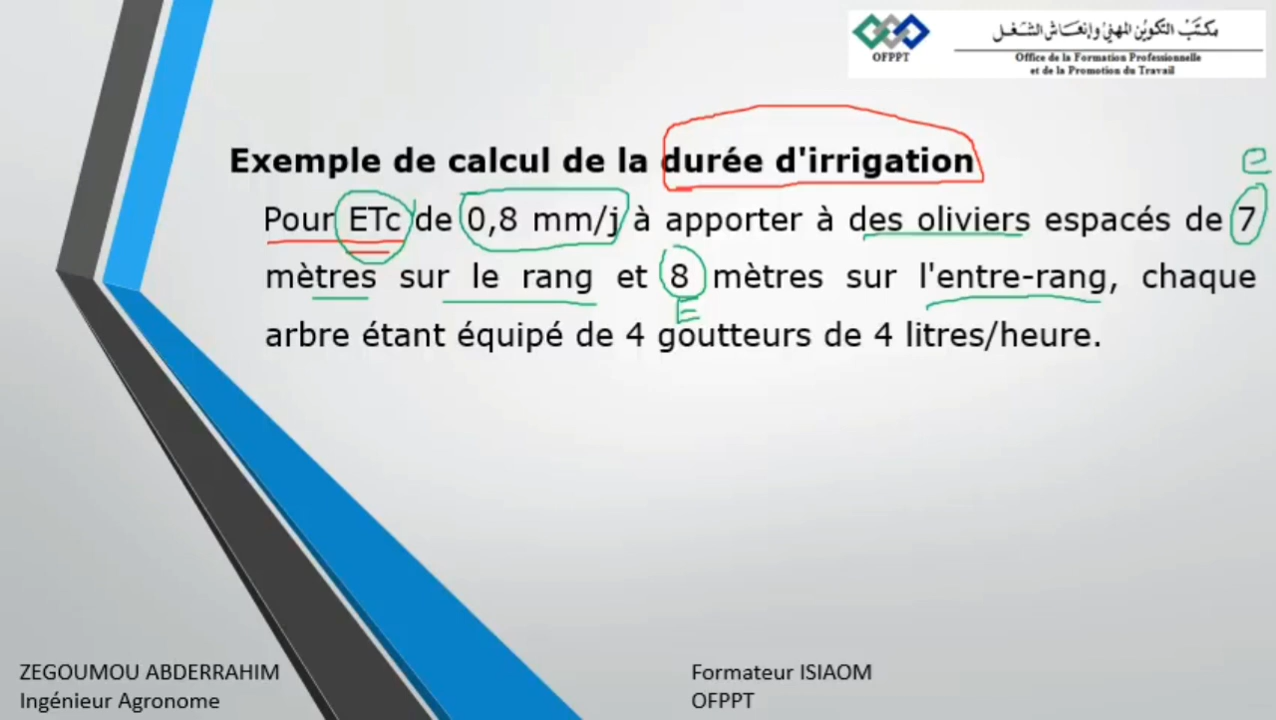 مكتب التكوين المهني وإنعاش الشغل
OFPPT
Office de la Formation Professionnelle
et de la Promotion du Travail
Exemple de calcul de la durée d'irrigation
e
Pour ETc de 0,8 mm/j à apporter à des oliviers espacés de 7
mètres sur le rang et 8 mètres sur l'entre-rang, chaque
E
arbre étant équipé de 4 goutteurs de 4 litres/heure.
ZEGOUMOU ABDERRAHIM
Ingénieur Agronome
Formateur ISIAOM
OFPPT